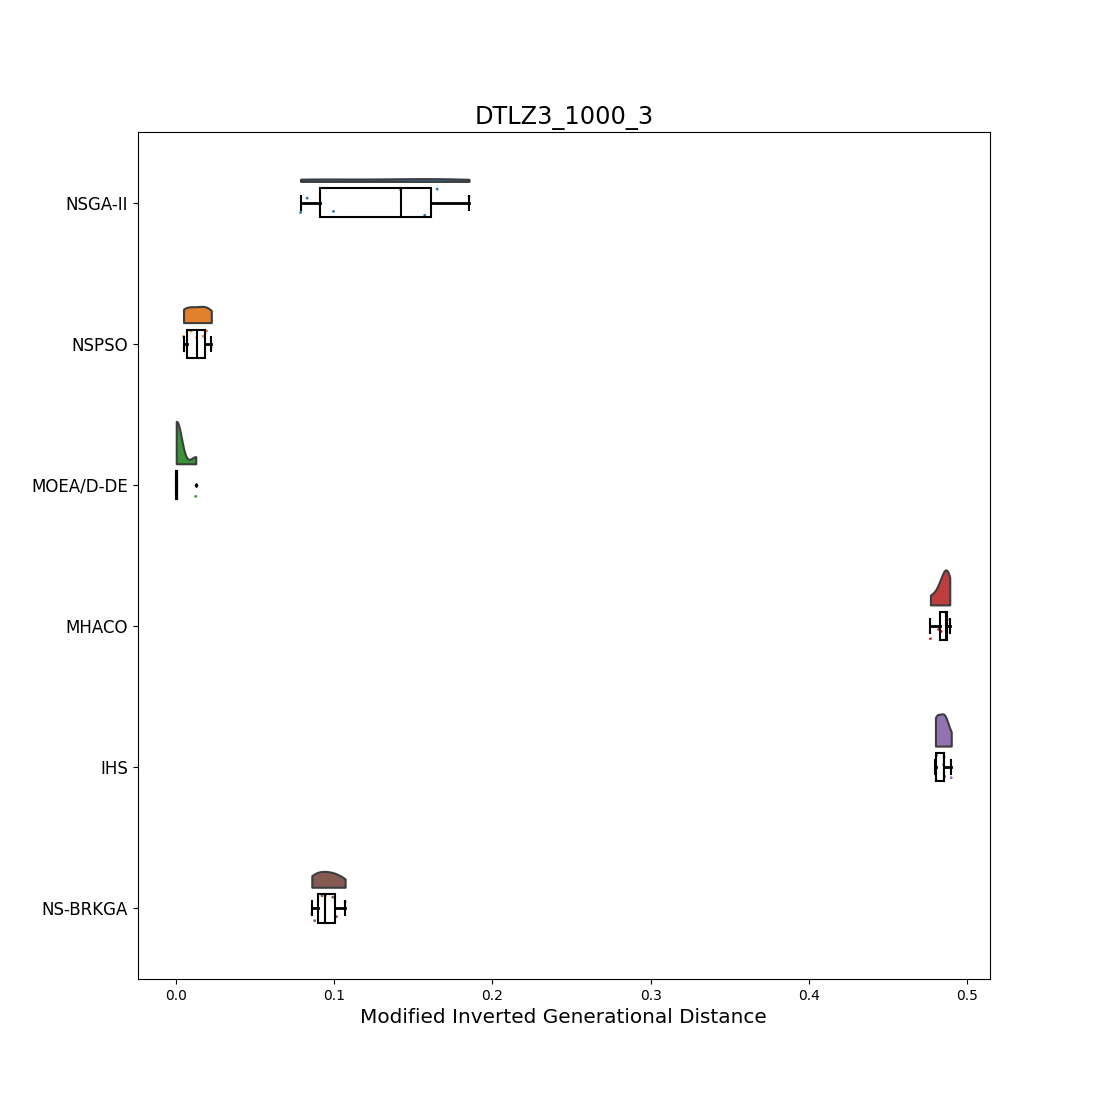 DTLZ3_1000_3
NSGA-II
NSPSO
MOEA/D-DE
MHACO
IHS
NS-BRKGA
0.0 0.1 0.2 0.3 0.4 0.5
Modified Inverted Generational Distance